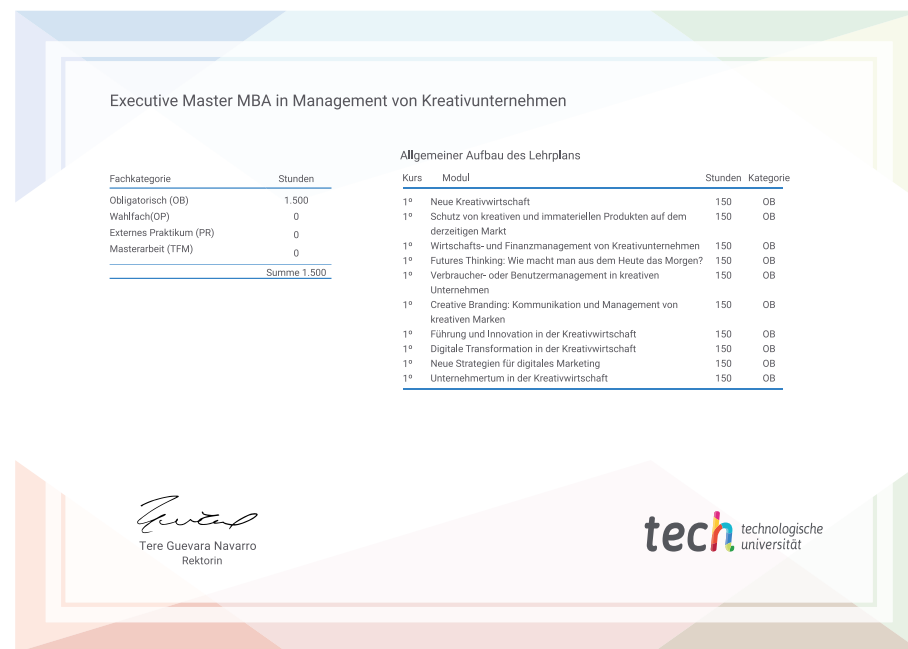 Executive Master MBA in Management von Kreativunternehmen
Fachkategorie Stunden
Obligatorisch (OB) 1.500
Wahlfach(OP) 0
Externes Praktikum (PR) 0
Masterarbeit (TFM) 0
Summe 1.500
Allgemeiner Aufbau des Lehrplans
Kurs Modul Stunden Kategorie
1º Neue Kreativwirtschaft 150 OB
1º Schutz von kreativen und immateriellen Produkten auf dem 150 OB
derzeitigen Markt
1º Wirtschafts- und Finanzmanagement von Kreativunternehmen 150 OB
1º Futures Thinking: Wie macht man aus dem Heute das Morgen? 150 OB
1º Verbraucher- oder Benutzermanagement in kreativen 150 OB
Unternehmen
1º Creative Branding: Kommunikation und Management von 150 OB
kreativen Marken
1º Führung und Innovation in der Kreativwirtschaft 150 OB
1º Digitale Transformation in der Kreativwirtschaft 150 OB
1º Neue Strategien für digitales Marketing 150 OB
1º Unternehmertum in der Kreativwirtschaft 150 OB
Tere Guevara Navarro
Rektorin
tech technologische
universität